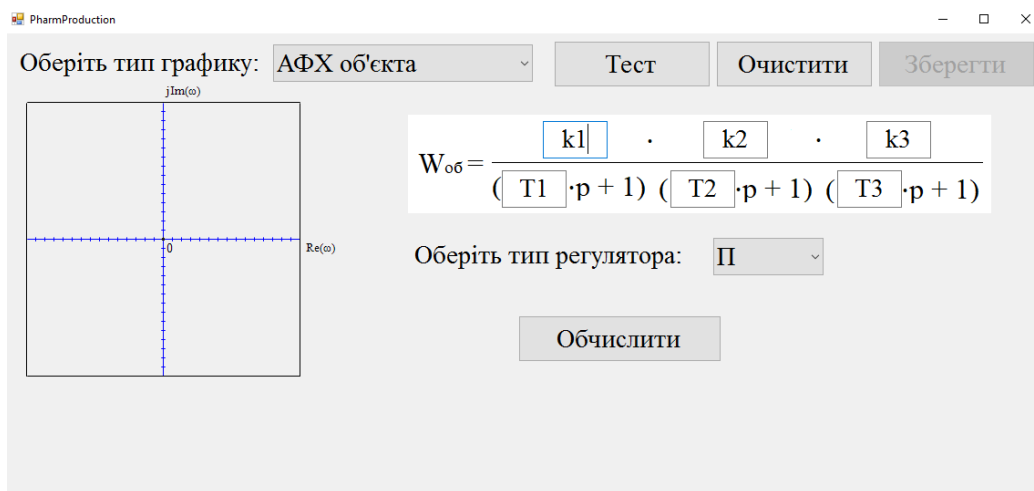 PharmProduction
Оберіть тип графику: АФХ об'єкта Тест Очистити Зберегти
jIm(ω)
k1 · k2 · k3
Wоб =
( T1 ·p + 1) ( T2 ·p + 1) ( T3 ·p + 1)
0 Re(ω)
Оберіть тип регулятора: П
Обчислити